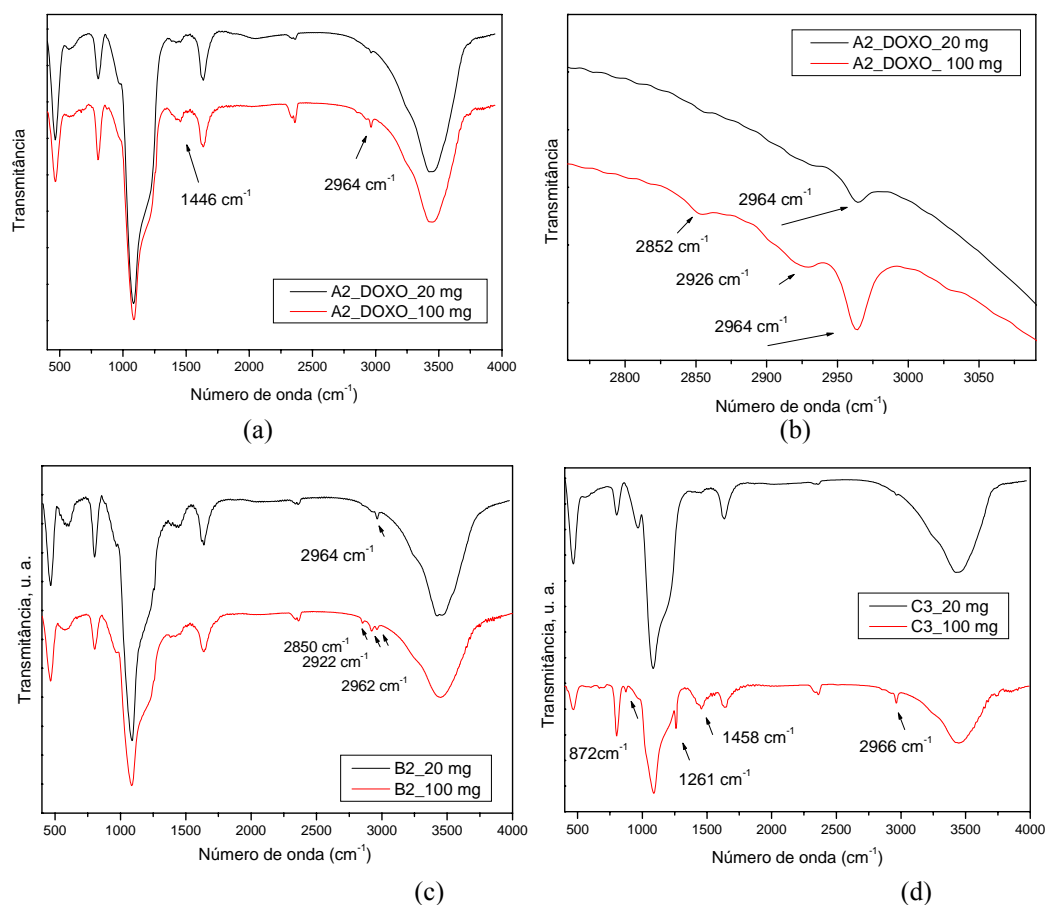 Transmitância
1446 cm-1
2964 cm-1
A2_DOXO_20 mg
A2_DOXO_100 mg
500 1000 1500 2000 2500 3000 3500 4000
Número de onda (cm-1)
(a)
Transmitância
A2_DOXO_20 mg
A2_DOXO_ 100 mg
2964 cm-1
2852 cm-1
2926 cm-1
2964 cm-1
2800 2850 2900 2950 3000 3050
Número de onda (cm-1)
(b)
Transmitância, u. a.
2964 cm-1
2850 cm-1
2922 cm-1
2962 cm-1
B2_20 mg
B2_100 mg
500 1000 1500 2000 2500 3000 3500 4000
Número de onda (cm-1)
(c)
Transmitância, u. a.
C3_20 mg
C3_100 mg
872cm-1
1458 cm-1
2966 cm-1
1261 cm-1
500 1000 1500 2000 2500 3000 3500 4000
Número de onda (cm-1)
(d)